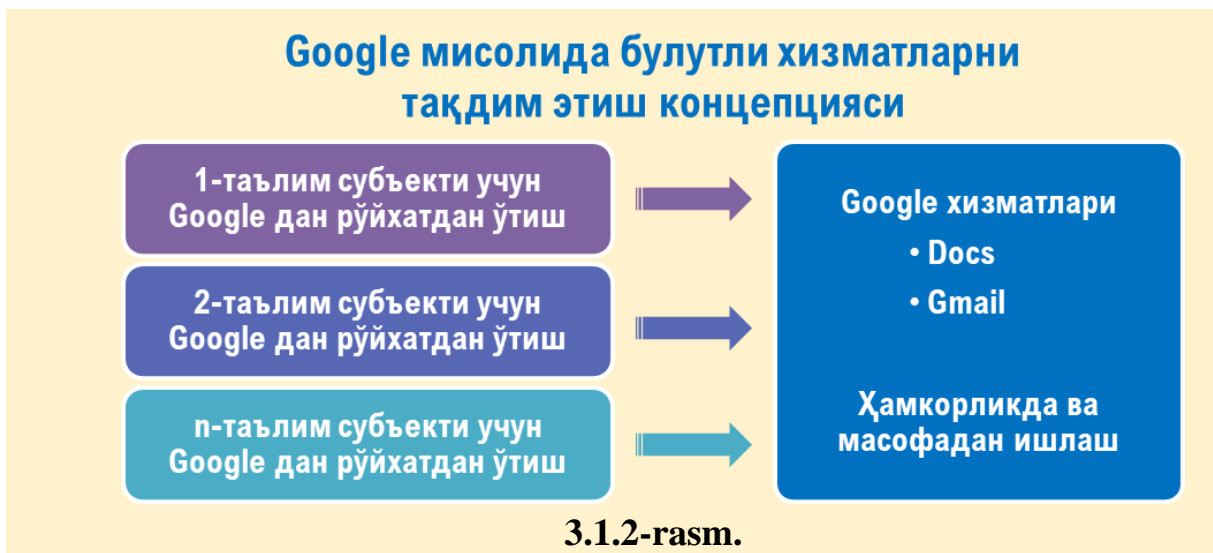 Google мисолида булутли хизматларни
тақдим этиш концепцияси
1-таълим субъекти учун
Google дан рўйхатдан ўтиш
2-таълим субъекти учун
Google дан рўйхатдан ўтиш
n-таълим субъекти учун
Google дан рўйхатдан ўтиш
Google хизматлари
• Docs
• Gmail
Ҳамкорликда ва
масофадан ишлаш
3.1.2-rasm.